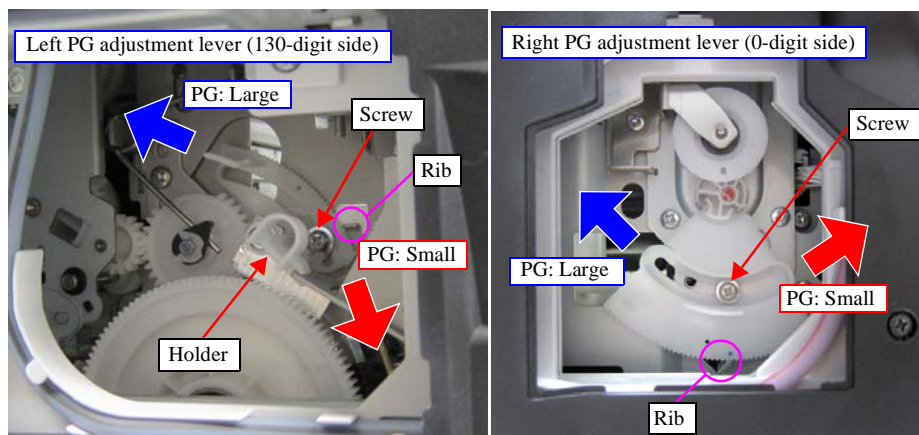 Left PG adjustment lever (130-digit side)
PG: Large
Screw
Rib
PG: Small
Holder
Right PG adjustment lever (0-digit side)
Screw
PG: Large
PG: Small
Rib